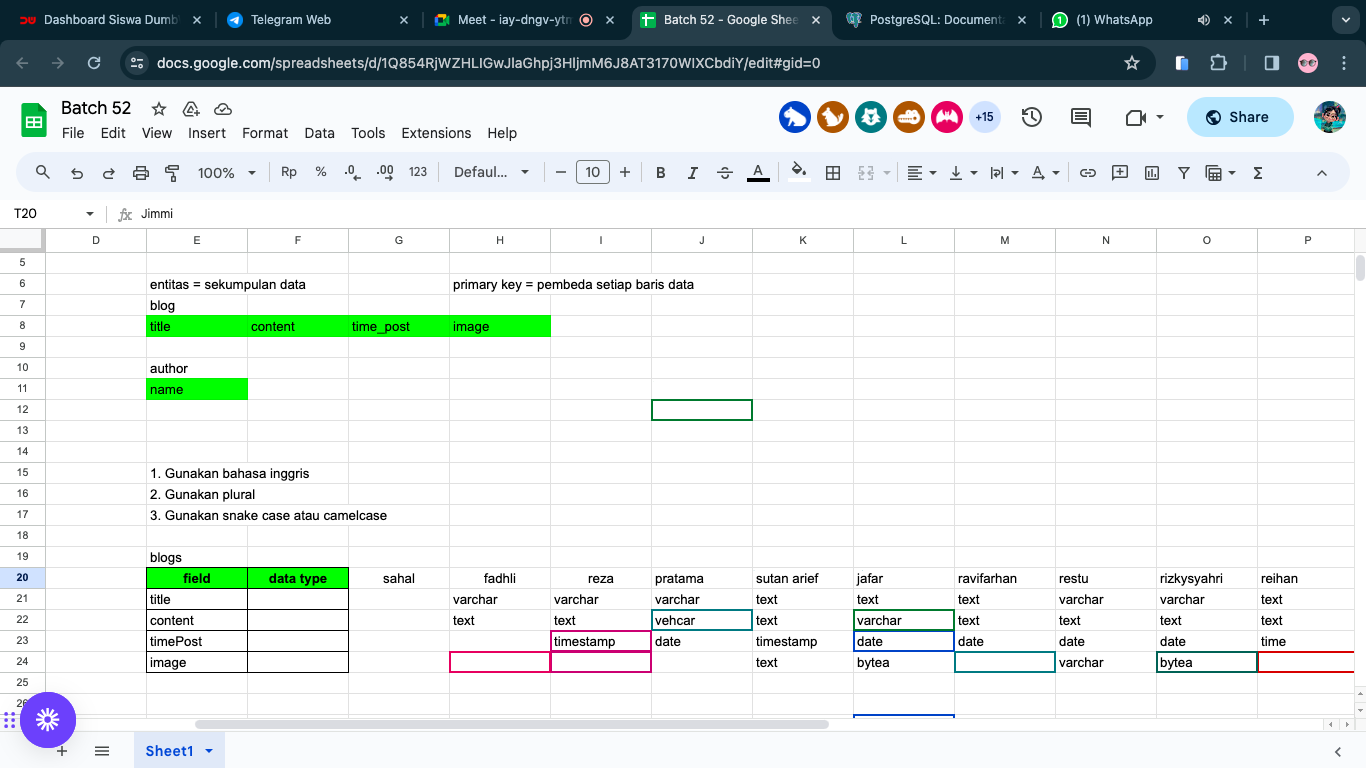 Dashboard Siswa Dumb
Telegram Web
Meet - iay-dngv-ytm
Batch 52 - Google Shee
PostgreSQL: Documenta
(1) WhatsApp
docs.google.com/spreadsheets/d/1Q854RjWZHLIGwJlaGhpj3HljmM6J8AT3170WIXCbdiY/edit#gid=0
Batch 52
File Edit View Insert Format Data Tools Extensions Help
+15
Share
100% Rp % .0 .00 123 Defaul... 10 B I A
T20 fx Jimmi
D E F G H I J K L M N O P
5
6 entitas = sekumpulan data primary key = pembeda setiap baris data
7 blog
8 title content time_post image
9
10 author
11 name
12
13
14
15 1. Gunakan bahasa inggris
16 2. Gunakan plural
17 3. Gunakan snake case atau camelcase
18
19 blogs
20 field data type sahal fadhli reza pratama sutan arief jafar ravifarhan restu rizkysyahri reihan
21 title varchar varchar varchar text text text varchar varchar text
22 content text text vehcar text varchar text text text text
23 timePost timestamp date timestamp date date date date time
24 image text bytea varchar bytea
25
26
Sheet1